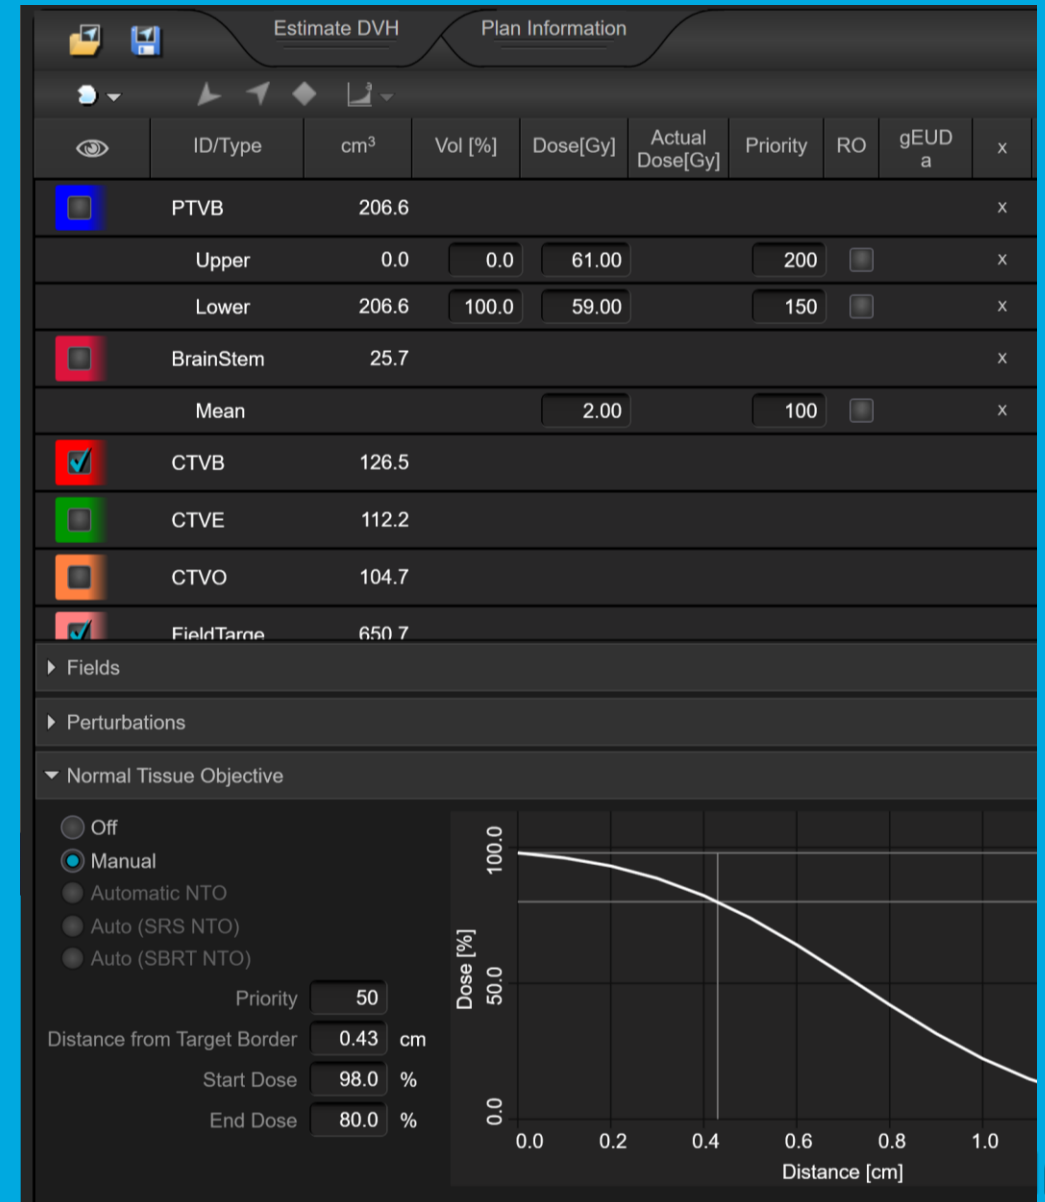 Estimate DVH Plan Information
ID/Type cm³ Vol [%] Dose[Gy] Actual Dose[Gy] Priority RO gEUD a x
PTVB 206.6 x
Upper 0.0 0.0 61.00 200 x
Lower 206.6 100.0 59.00 150 x
BrainStem 25.7 x
Mean 2.00 100 x
CTVB 126.5
CTVE 112.2
CTVO 104.7
FieldTarge 650.7
Fields
Perturbations
Normal Tissue Objective
Off
Manual
Automatic NTO
Auto (SRS NTO)
Auto (SBRT NTO)
Priority 50
Distance from Target Border 0.43 cm
Start Dose 98.0 %
End Dose 80.0 %
Dose [%]
100.0
50.0
0.0
0.0 0.2 0.4 0.6 0.8 1.0
Distance [cm]